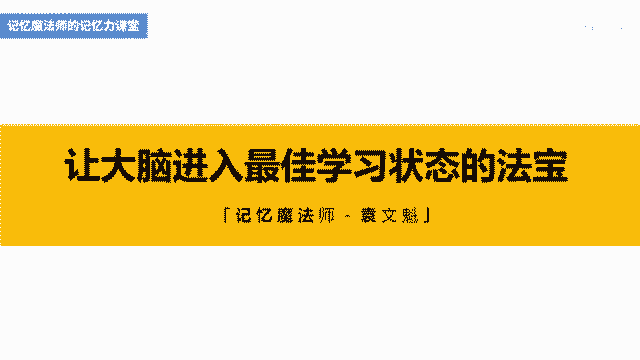 记忆魔法师的记忆力课堂
让大脑进入最佳学习状态的法宝
「记忆魔法师 - 袁文魁」